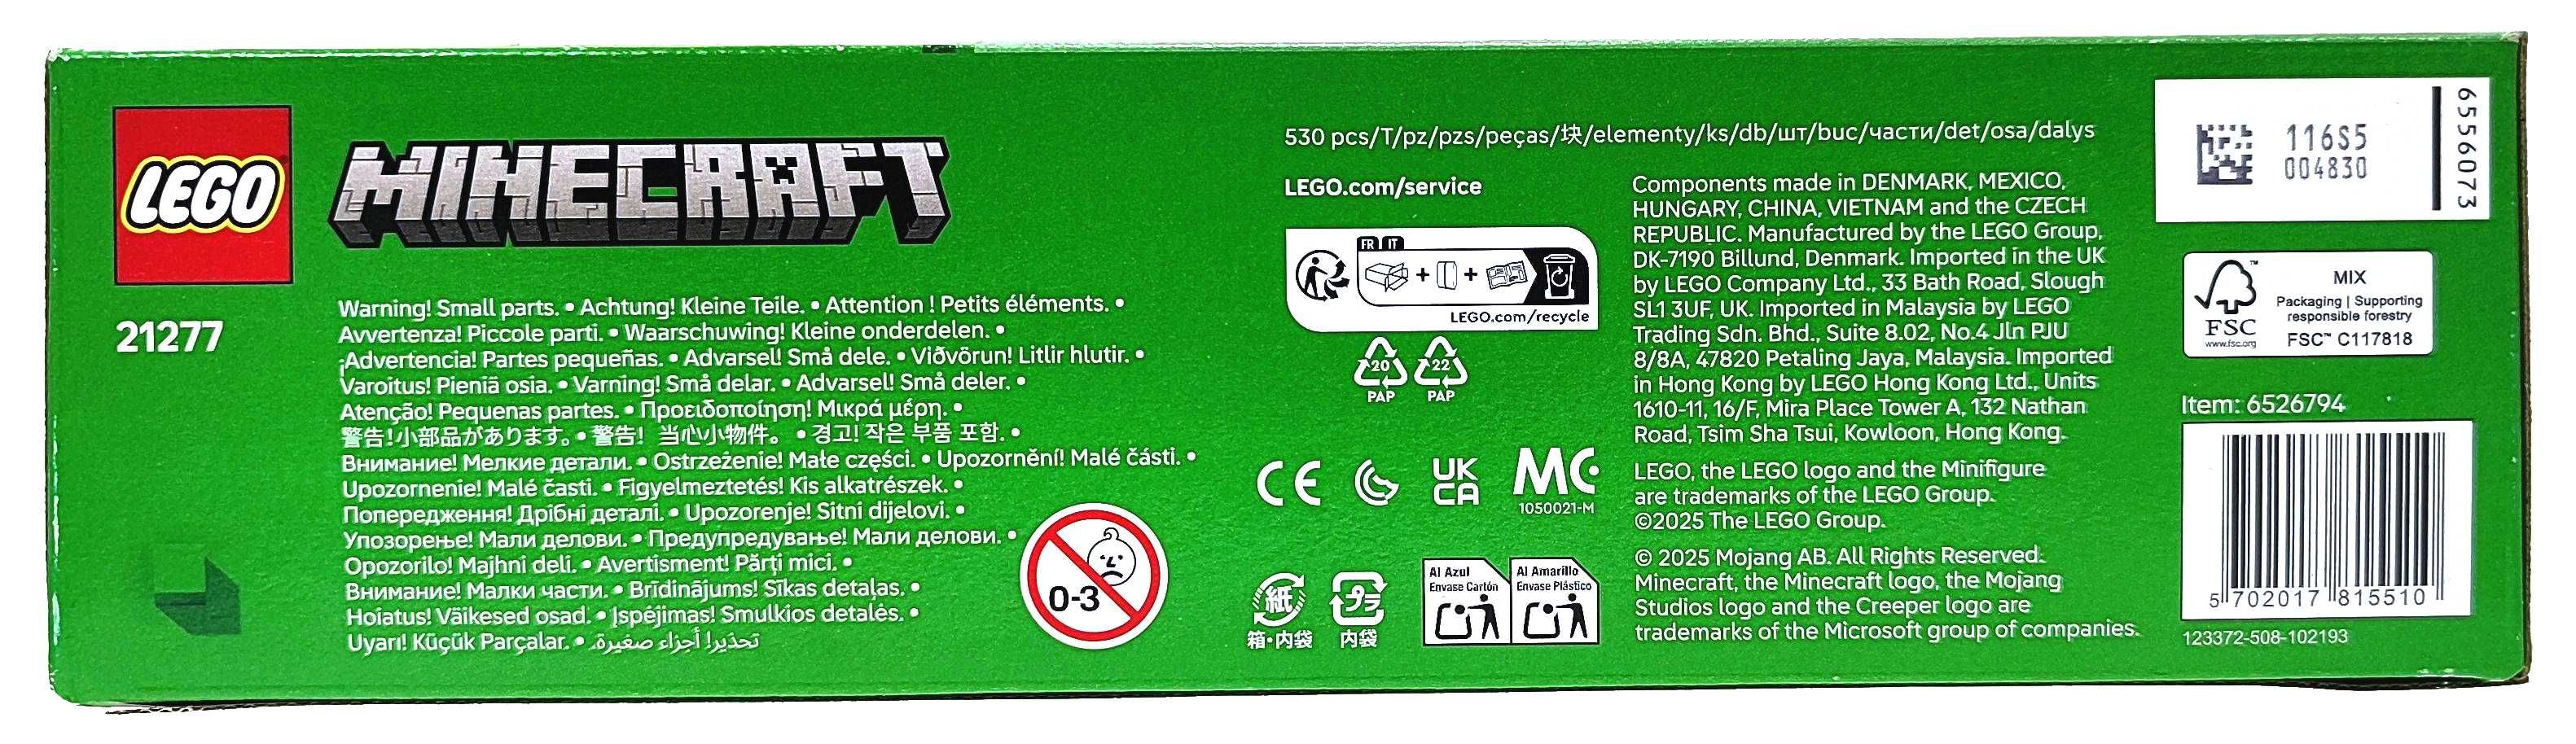 LEGO
MINECRAFT
21277
Warning! Small parts. • Achtung! Kleine Teile. • Attention ! Petits éléments. •
Avvertenza! Piccole parti. • Waarschuwing! Kleine onderdelen. •
¡Advertencia! Partes pequeñas. • Advarsel! Små dele. • Viðvörun! Litlir hlutir. •
Varoitus! Pieniä osia. • Varning! Små delar. • Advarsel! Små deler. •
Atenção! Pequenas partes. • Προειδοποίηση! Μικρά μέρη. •
警告!小部品があります。• 警告! 当心小物件。 • 경고! 작은 부품 포함. •
Внимание! Мелкие детали. • Ostrzeżenie! Małe części. • Upozornění! Malé části. •
Upozornenie! Malé časti. • Figyelmeztetés! Kis alkatrészek. •
Попередження! Дрібні деталі. • Upozorenje! Sitni dijelovi. •
Упозорење! Мали делови. • Предупредување! Мали делови. •
Opozorilo! Majhni deli. • Avertisment! Părți mici. •
Внимание! Малки части. • Brīdinājums! Sīkas detaļas. •
Hoiatus! Väikesed osad. • Įspėjimas! Smulkios detalės. •
Uyarı! Küçük Parçalar. • تحذير! أجزاء صغيرة.
0-3
530 pcs/T/pz/pzs/peças/块/elementy/ks/db/шт/buc/части/det/osa/dalys
LEGO.com/service
FR IT
LEGO.com/recycle
20 PAP
22 PAP
CE
UK
CA
MC
1050021-M
紙
箱・内袋
プラ
内袋
Al Azul
Envase Cartón
Al Amarillo
Envase Plástico
Components made in DENMARK, MEXICO,
HUNGARY, CHINA, VIETNAM and the CZECH
REPUBLIC. Manufactured by the LEGO Group,
DK-7190 Billund, Denmark. Imported in the UK
by LEGO Company Ltd., 33 Bath Road, Slough
SL1 3UF, UK. Imported in Malaysia by LEGO
Trading Sdn. Bhd., Suite 8.02, No.4 Jln PJU
8/8A, 47820 Petaling Jaya, Malaysia. Imported
in Hong Kong by LEGO Hong Kong Ltd., Units
1610-11, 16/F, Mira Place Tower A, 132 Nathan
Road, Tsim Sha Tsui, Kowloon, Hong Kong.
LEGO, the LEGO logo and the Minifigure
are trademarks of the LEGO Group.
©2025 The LEGO Group.
© 2025 Mojang AB. All Rights Reserved.
Minecraft, the Minecraft logo, the Mojang
Studios logo and the Creeper logo are
trademarks of the Microsoft group of companies.
116S5
004830
6556073
FSC
www.fsc.org
MIX
Packaging | Supporting
responsible forestry
FSC™ C117818
Item: 6526794
5 702017 815510
123372-508-102193